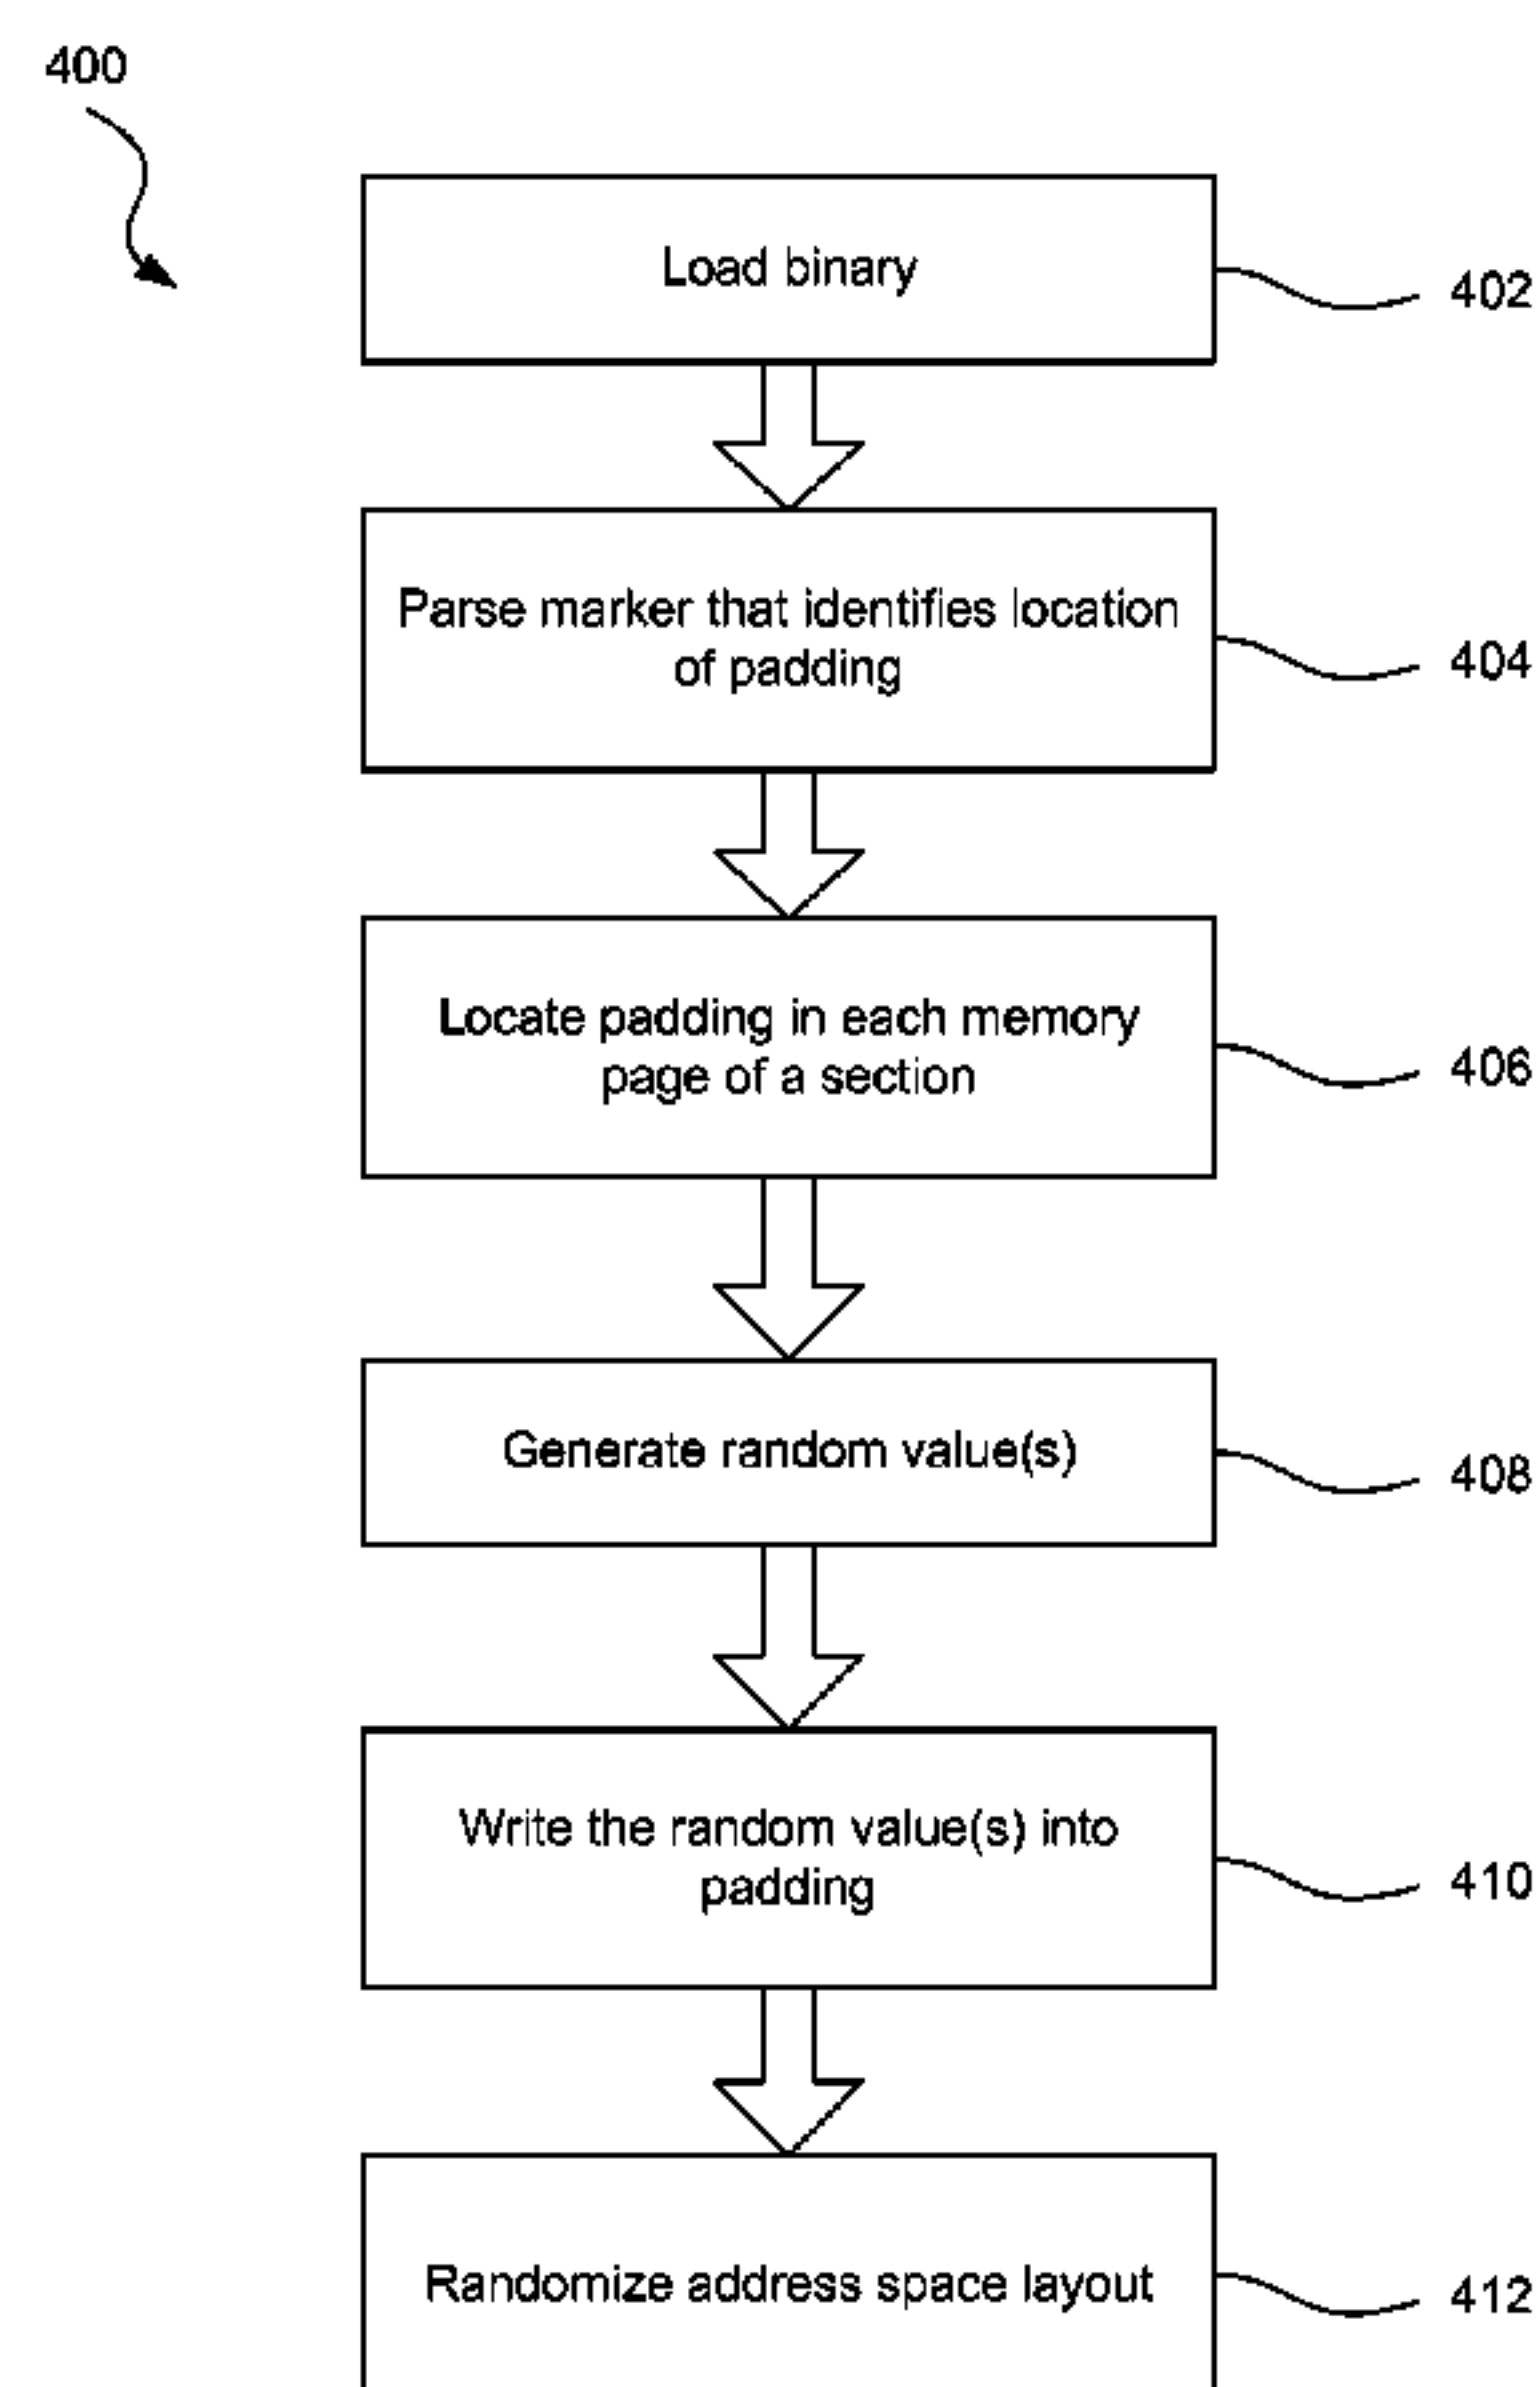 400
Load binary
402
Parse marker that identifies location
of padding
404
Locate padding in each memory
page of a section
406
Generate random value(s)
408
Write the random value(s) into
padding
410
Randomize address space layout
412